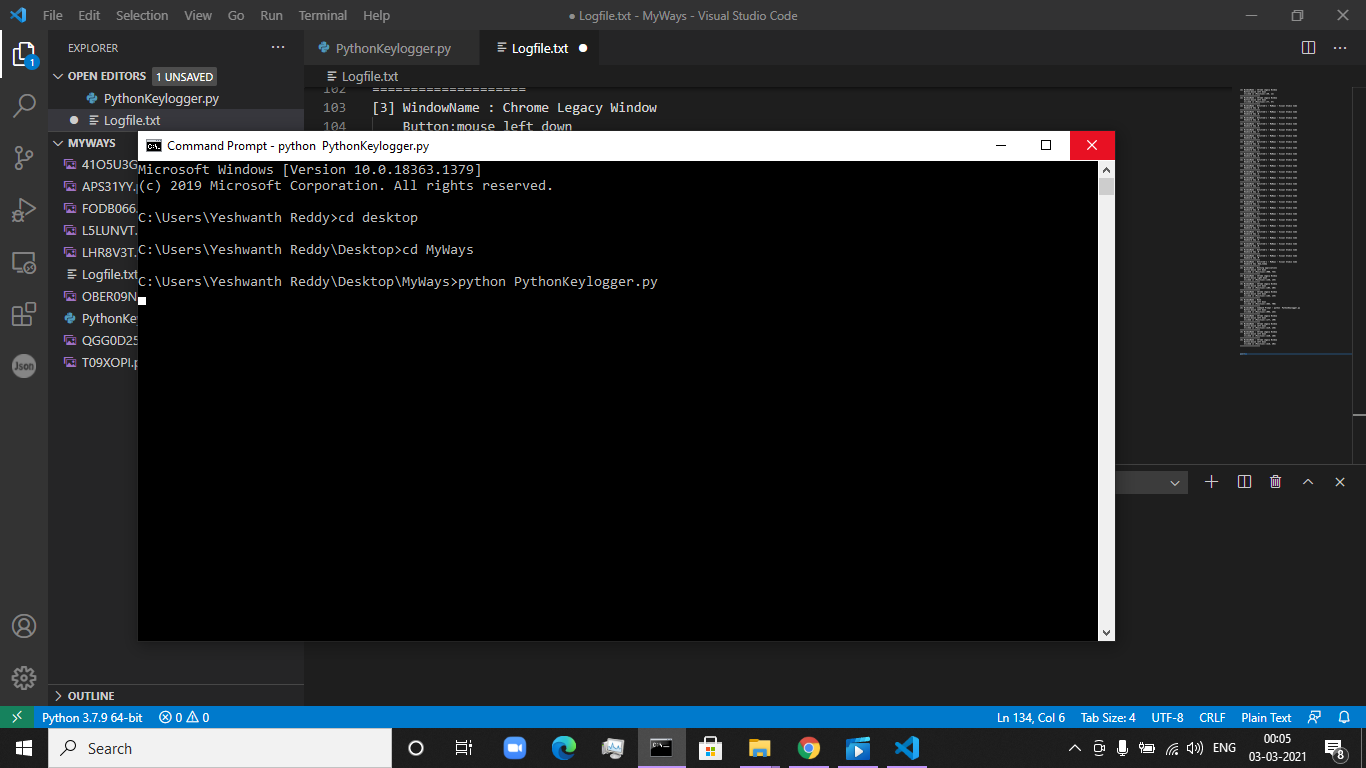 File Edit Selection View Go Run Terminal Help
● Logfile.txt - MyWays - Visual Studio Code
EXPLORER
PythonKeylogger.py
Logfile.txt
OPEN EDITORS 1 UNSAVED
Logfile.txt
PythonKeylogger.py
Logfile.txt
102 ====================
103 [3] WindowName : Chrome Legacy Window
104 Button:mouse left down
MYWAYS
41O5U3G
APS31YY.
FODB066.
L5LUNVT.
LHR8V3T.
Logfile.txt
OBER09N
PythonKe
QGG0D25
T09XOPI.p
Command Prompt - python PythonKeylogger.py
Microsoft Windows [Version 10.0.18363.1379]
(c) 2019 Microsoft Corporation. All rights reserved.
C:\Users\Yeshwanth Reddy>cd desktop
C:\Users\Yeshwanth Reddy\Desktop>cd MyWays
C:\Users\Yeshwanth Reddy\Desktop\MyWays>python PythonKeylogger.py
1
Json
OUTLINE
Python 3.7.9 64-bit 0 0
Ln 134, Col 6 Tab Size: 4 UTF-8 CRLF Plain Text
Search
ENG
00:05
03-03-2021
8